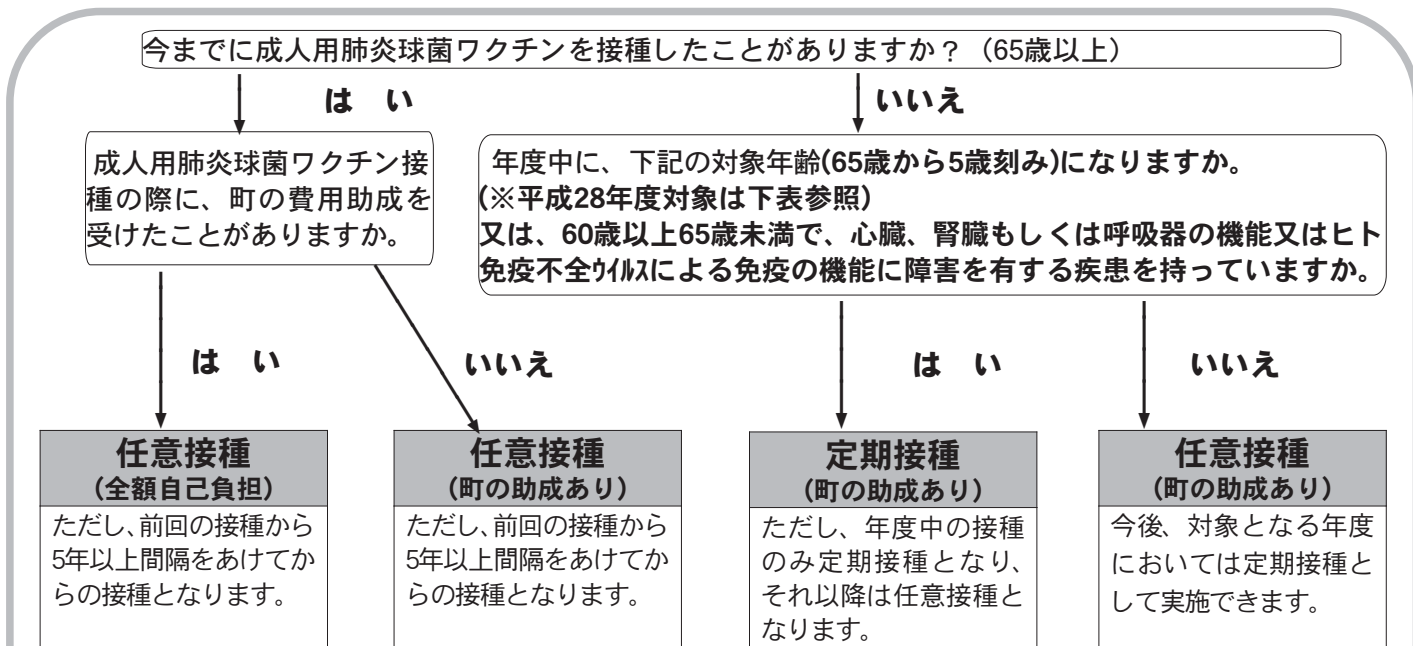 今までに成人用肺炎球菌ワクチンを接種したことがありますか？（65歳以上）
は　い
いいえ
成人用肺炎球菌ワクチン接
種の際に、町の費用助成を
受けたことがありますか。
年度中に、下記の対象年齢(65歳から5歳刻み)になりますか。
(※平成28年度対象は下表参照)
又は、60歳以上65歳未満で、心臓、腎臓もしくは呼吸器の機能又はヒト
免疫不全ｳｲﾙｽによる免疫の機能に障害を有する疾患を持っていますか。
は　い
いいえ
は　い
いいえ
任意接種
(全額自己負担)
ただし、前回の接種から
5年以上間隔をあけてか
らの接種となります。
任意接種
(町の助成あり)
ただし、前回の接種から
5年以上間隔をあけてか
らの接種となります。
定期接種
(町の助成あり)
ただし、年度中の接種
のみ定期接種となり、
それ以降は任意接種と
なります。
任意接種
(町の助成あり)
今後、対象となる年度
においては定期接種と
して実施できます。